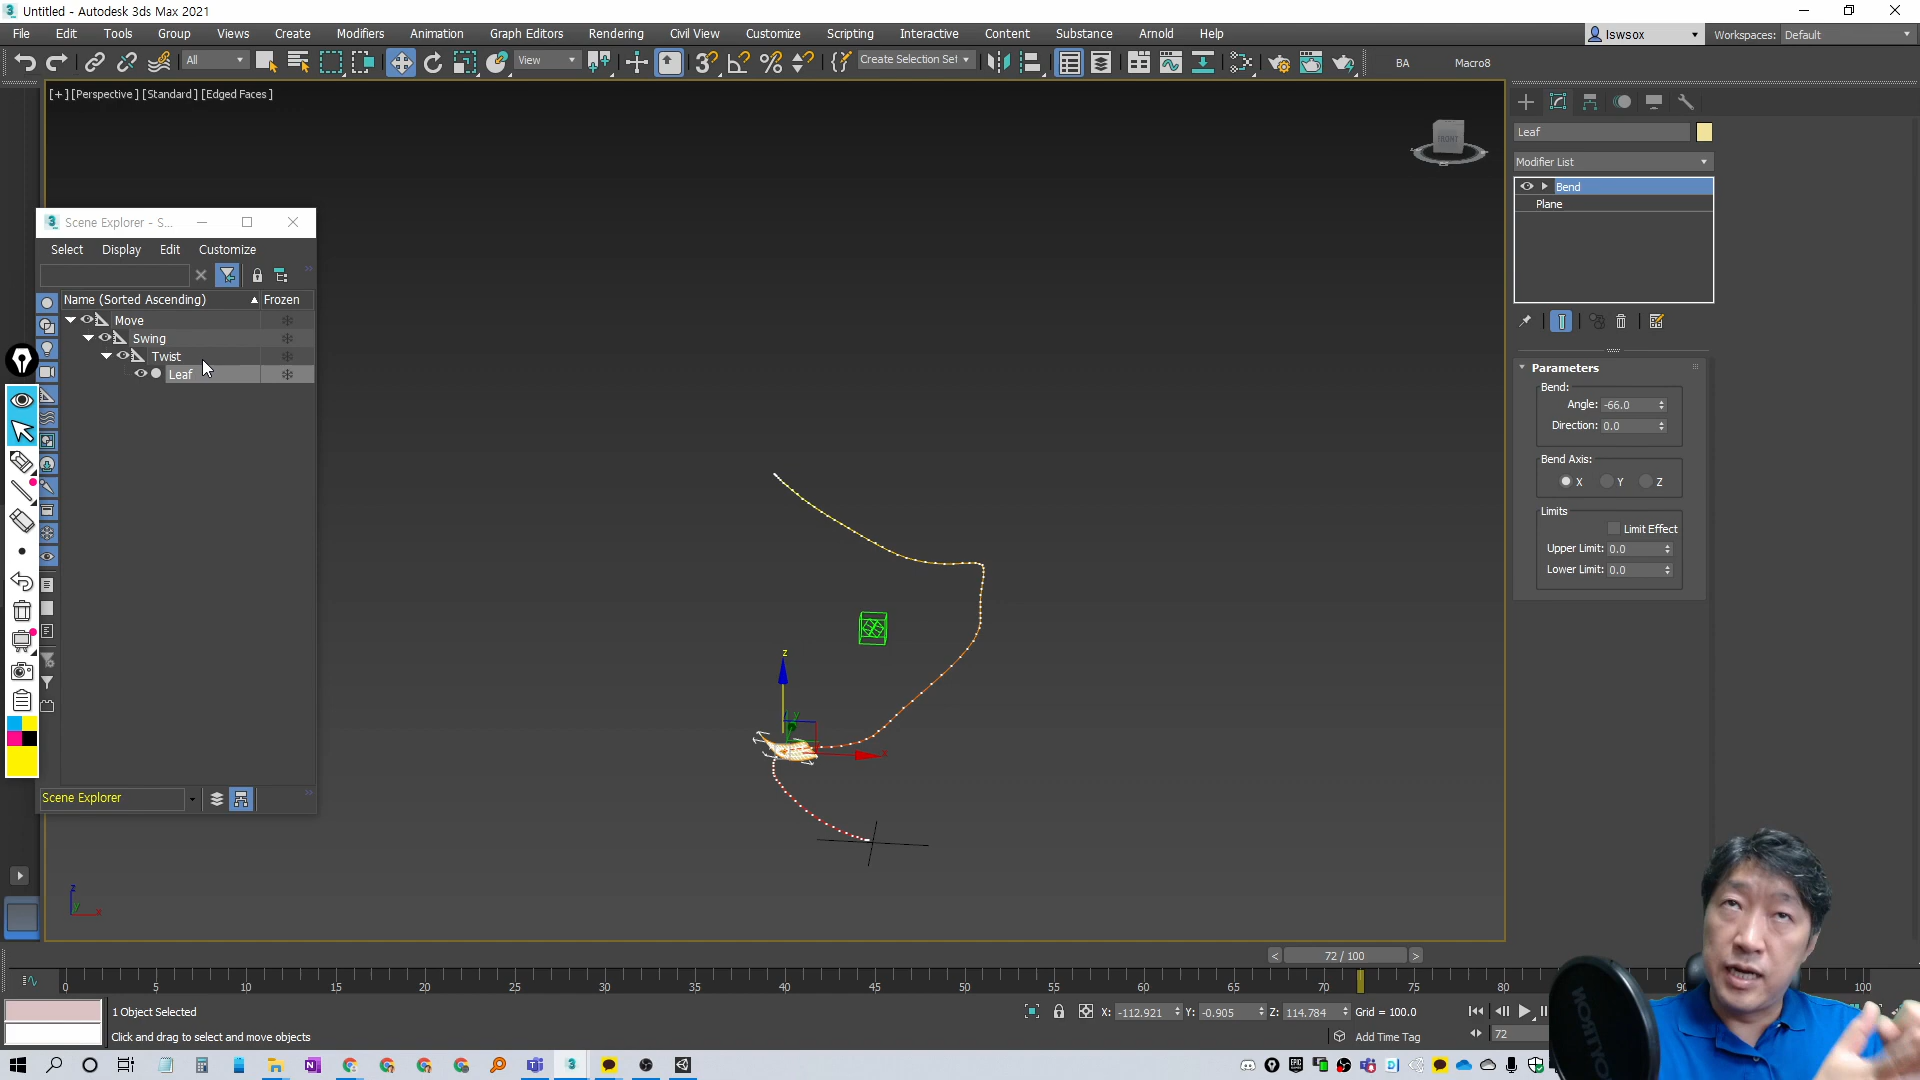 Untitled - Autodesk 3ds Max 2021
File Edit Tools Group Views Create Modifiers Animation Graph Editors Rendering Civil View Customize Scripting Interactive Content Substance Arnold Help
lswsox
Workspaces: Default
All
View
Create Selection Set
BA
Macro8
[+] [Perspective] [Standard] [Edged Faces]
FRONT
Leaf
Modifier List
Bend
Plane
Scene Explorer - S...
Select Display Edit Customize
Name (Sorted Ascending) Frozen
Move
Swing
Twist
Leaf
Scene Explorer
Parameters
Bend:
Angle: -66.0
Direction: 0.0
Bend Axis:
X Y Z
Limits
Limit Effect
Upper Limit: 0.0
Lower Limit: 0.0
z
y
x
z
y
x
< 72 / 100 >
0 5 10 15 20 25 30 35 40 45 50 55 60 65 70 75 80 85 100
1 Object Selected
X: -112.921 Y: -0.905 Z: 114.784 Grid = 100.0
Click and drag to select and move objects
Add Time Tag
72